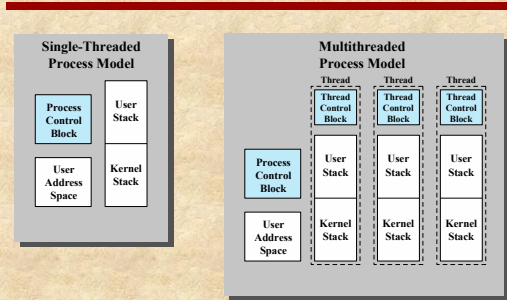 Single-Threaded
Process Model
Process
Control
Block
User
Stack
User
Address
Space
Kernel
Stack
Multithreaded
Process Model
Thread
Thread
Thread
Thread
Control
Block
Thread
Control
Block
Thread
Control
Block
Process
Control
Block
User
Stack
User
Stack
User
Stack
User
Address
Space
Kernel
Stack
Kernel
Stack
Kernel
Stack